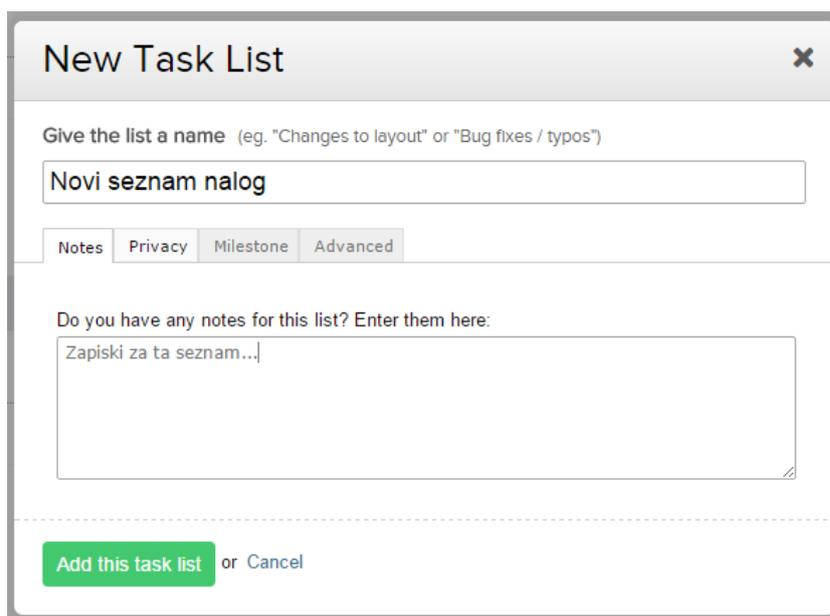 New Task List
Give the list a name (eg. "Changes to layout" or "Bug fixes / typos")
Novi seznam nalog
Notes Privacy Milestone Advanced
Do you have any notes for this list? Enter them here:
Zapiski za ta seznam...
Add this task list or Cancel